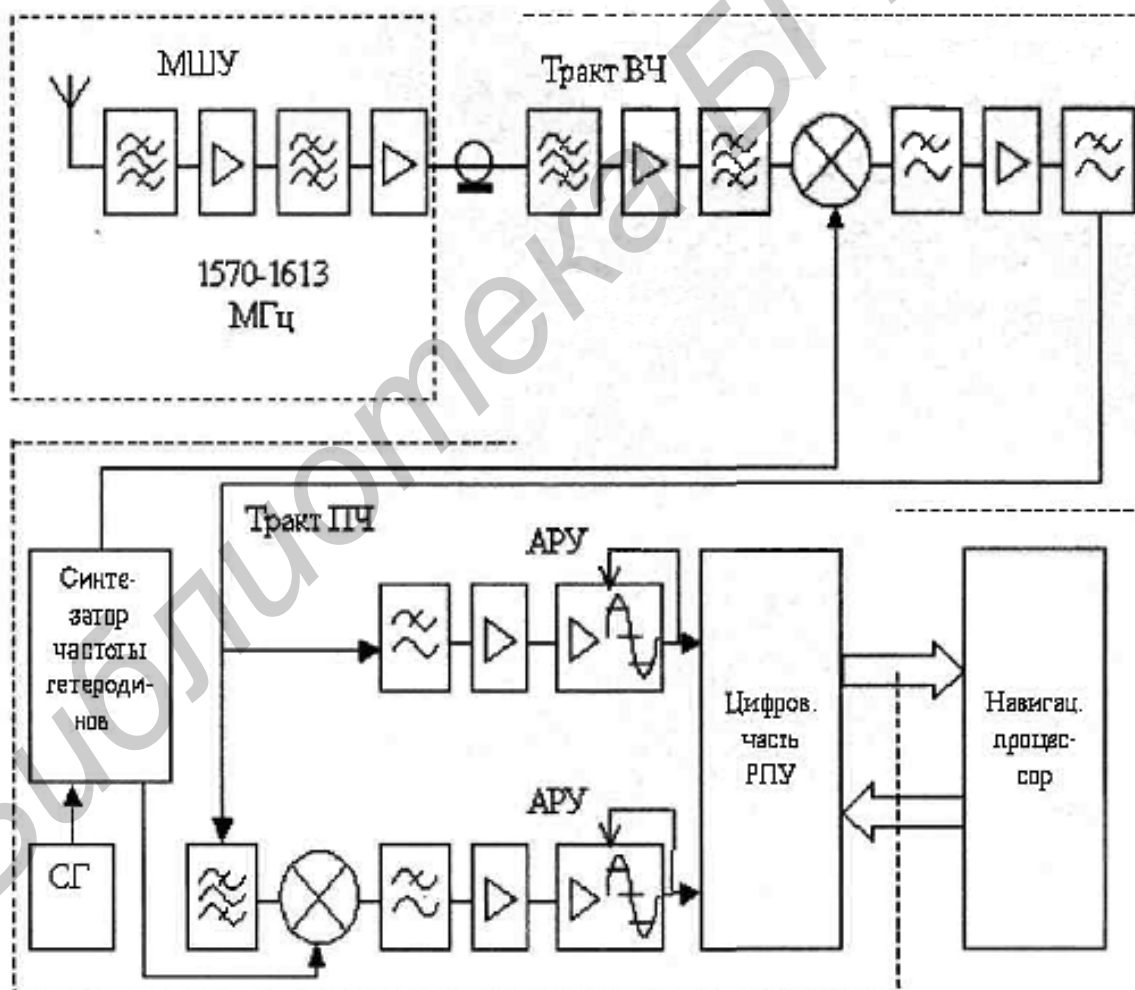 МШУ
Тракт ВЧ
1570-1613
МГц
Тракт ПЧ
АРУ
Синте-
затор
частоты
гетероди-
нов
Цифров.
часть
РПУ
Навигац.
процес-
сор
АРУ
СГ
библиотека